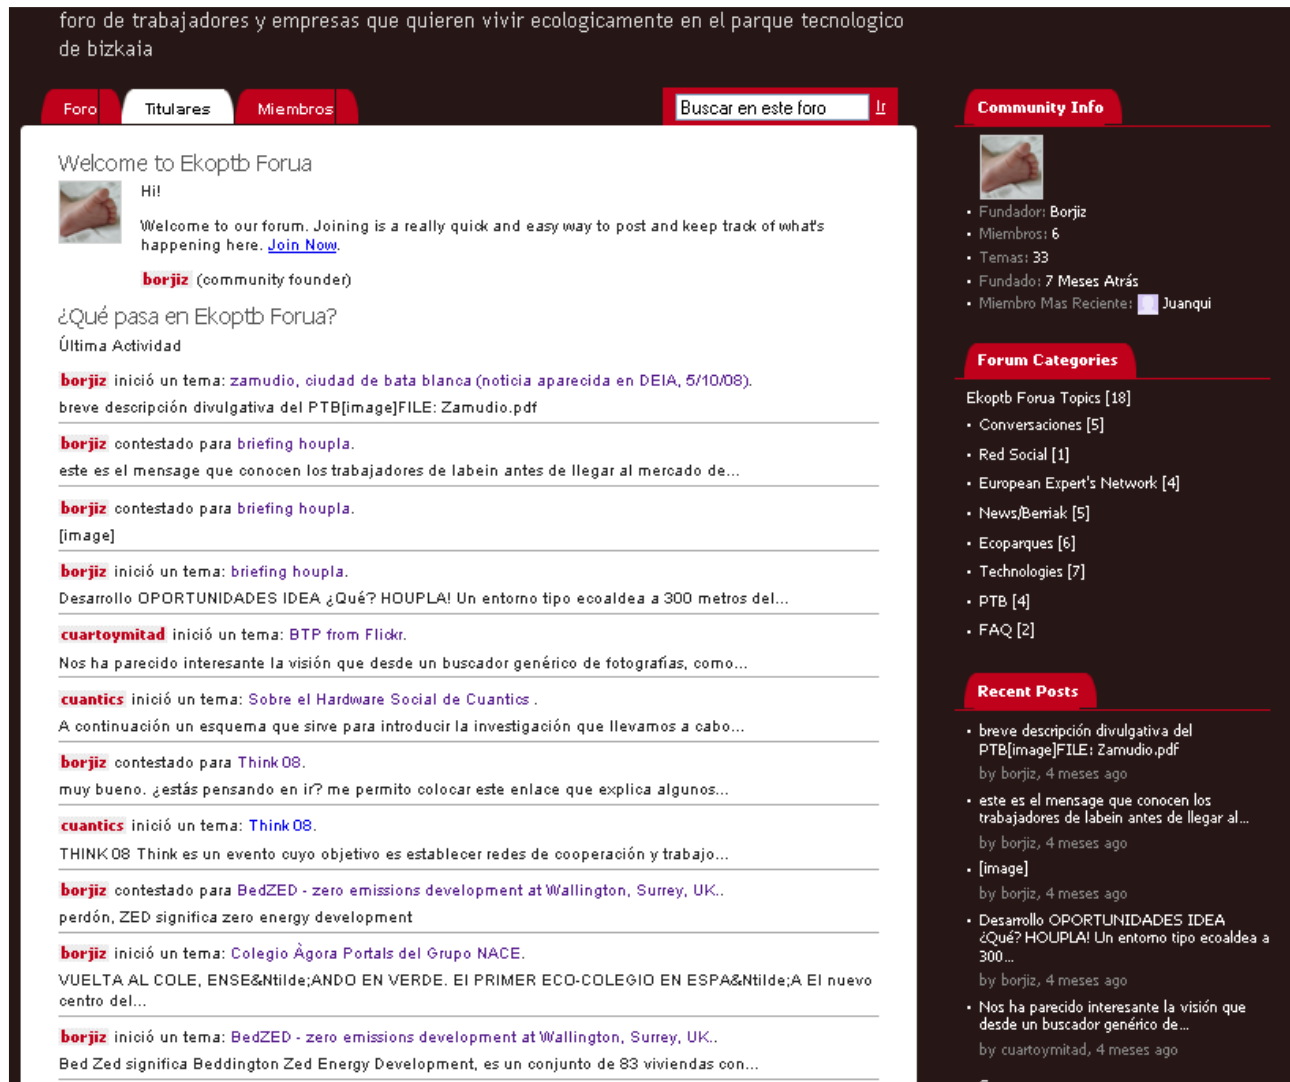 foro de trabajadores y empresas que quieren vivir ecologicamente en el parque tecnologico
de bizkaia
Foro
Titulares
Miembros
Buscar en este foro
Ir
Welcome to Ekoptb Forua
Hi!
Welcome to our forum. Joining is a really quick and easy way to post and keep track of what's
happening here. Join Now.
borjiz (community founder)
¿Qué pasa en Ekoptb Forua?
Última Actividad
borjiz inició un tema: zamudio, ciudad de bata blanca (noticia aparecida en DEIA, 5/10/08).
breve descripción divulgativa del PTB[image]FILE: Zamudio.pdf
borjiz contestado para briefing houpla.
este es el mensage que conocen los trabajadores de labein antes de llegar al mercado de...
borjiz contestado para briefing houpla.
[image]
borjiz inició un tema: briefing houpla.
Desarrollo OPORTUNIDADES IDEA ¿Qué? HOUPLA! Un entorno tipo ecoaldea a 300 metros del...
cuartoymitad inició un tema: BTP from Flickr.
Nos ha parecido interesante la visión que desde un buscador genérico de fotografías, como...
cuantics inició un tema: Sobre el Hardware Social de Cuantics .
A continuación un esquema que sirve para introducir la investigación que llevamos a cabo...
borjiz contestado para Think 08.
muy bueno. ¿estás pensando en ir? me permito colocar este enlace que explica algunos...
cuantics inició un tema: Think 08.
THINK 08 Think es un evento cuyo objetivo es establecer redes de cooperación y trabajo...
borjiz contestado para BedZED - zero emissions development at Wallington, Surrey, UK..
perdón, ZED significa zero energy development
borjiz inició un tema: Colegio Àgora Portals del Grupo NACE.
VUELTA AL COLE, ENSE&Ntilde;ANDO EN VERDE. El PRIMER ECO-COLEGIO EN ESPA&Ntilde;A El nuevo
centro del...
borjiz inició un tema: BedZED - zero emissions development at Wallington, Surrey, UK..
Bed Zed significa Beddington Zed Energy Development, es un conjunto de 83 viviendas con...
Community Info
• Fundador: Borjiz
• Miembros: 6
• Temas: 33
• Fundado: 7 Meses Atrás
• Miembro Mas Reciente: Juanqui
Forum Categories
Ekoptb Forua Topics [18]
• Conversaciones [5]
• Red Social [1]
• European Expert's Network [4]
• News/Berriak [5]
• Ecoparques [6]
• Technologies [7]
• PTB [4]
• FAQ [2]
Recent Posts
• breve descripción divulgativa del
PTB[image]FILE: Zamudio.pdf
by borjiz, 4 meses ago
• este es el mensage que conocen los
trabajadores de labein antes de llegar al...
by borjiz, 4 meses ago
• [image]
by borjiz, 4 meses ago
• Desarrollo OPORTUNIDADES IDEA
¿Qué? HOUPLA! Un entorno tipo ecoaldea a
300...
by borjiz, 4 meses ago
• Nos ha parecido interesante la visión que
desde un buscador genérico de...
by cuartoymitad, 4 meses ago